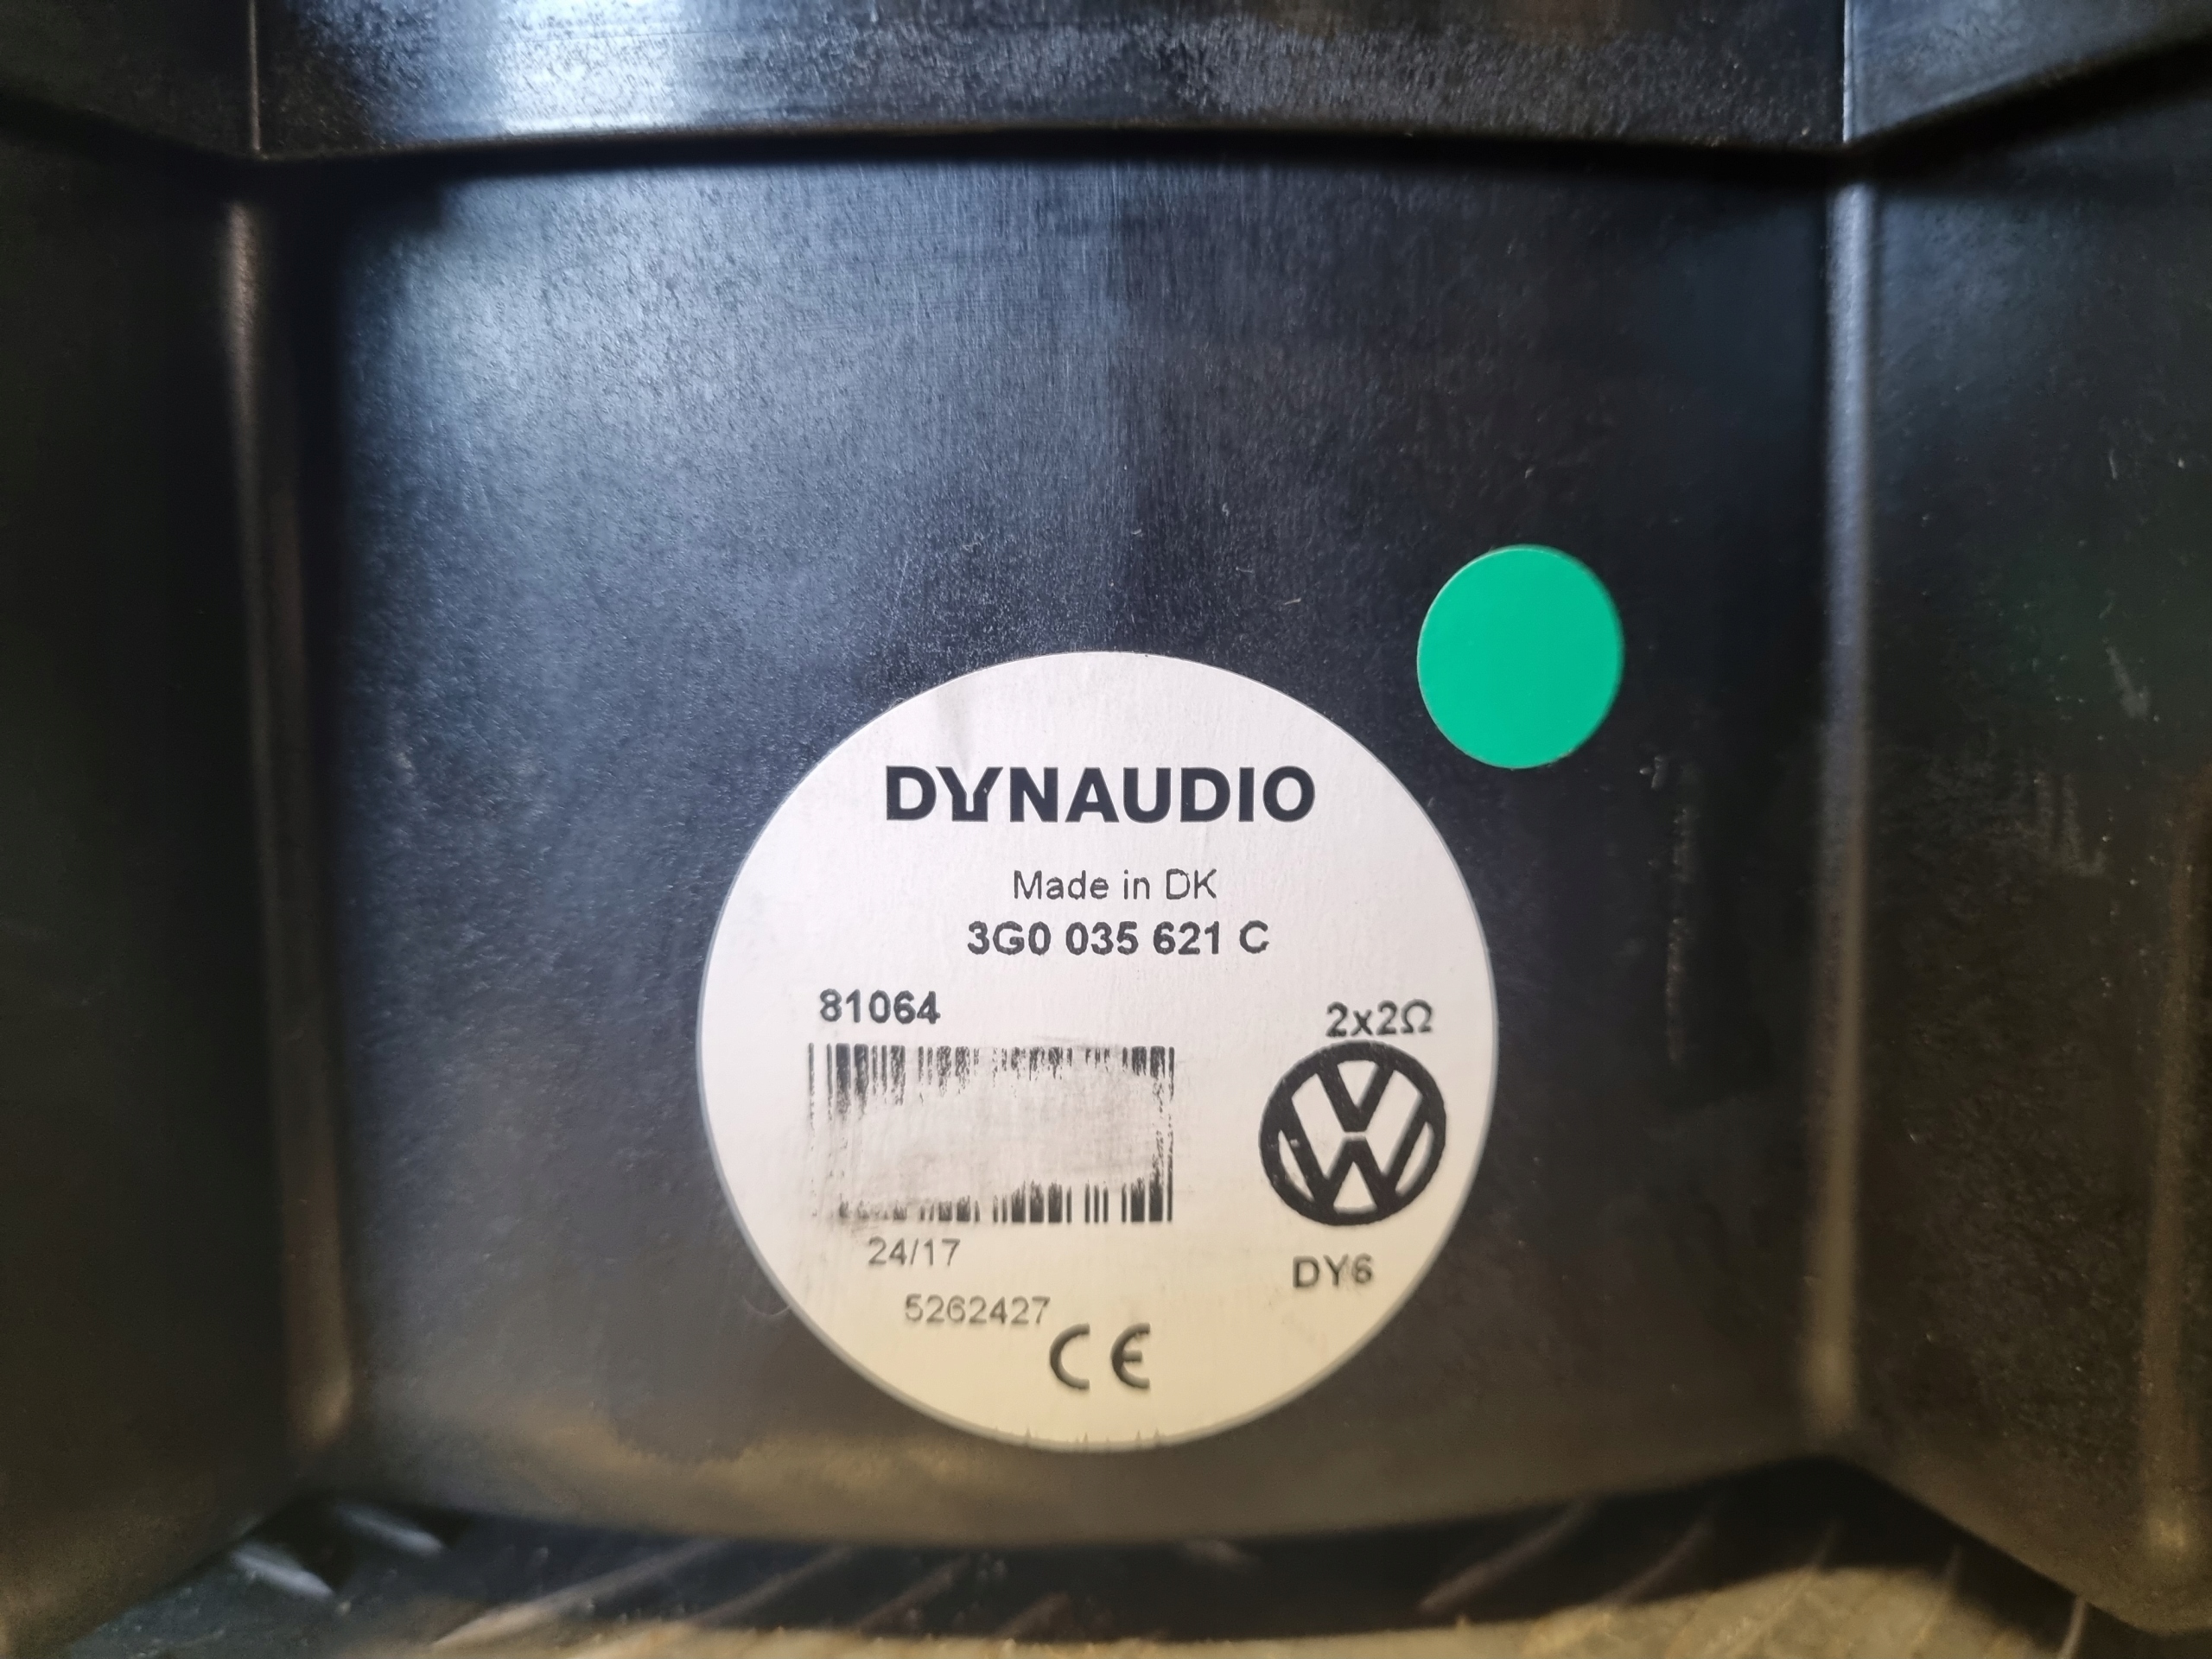 DYNAUDIO
Made in DK
3G0 035 621 C
81064
2x2Ω
24/17
DY6
5262427
CE